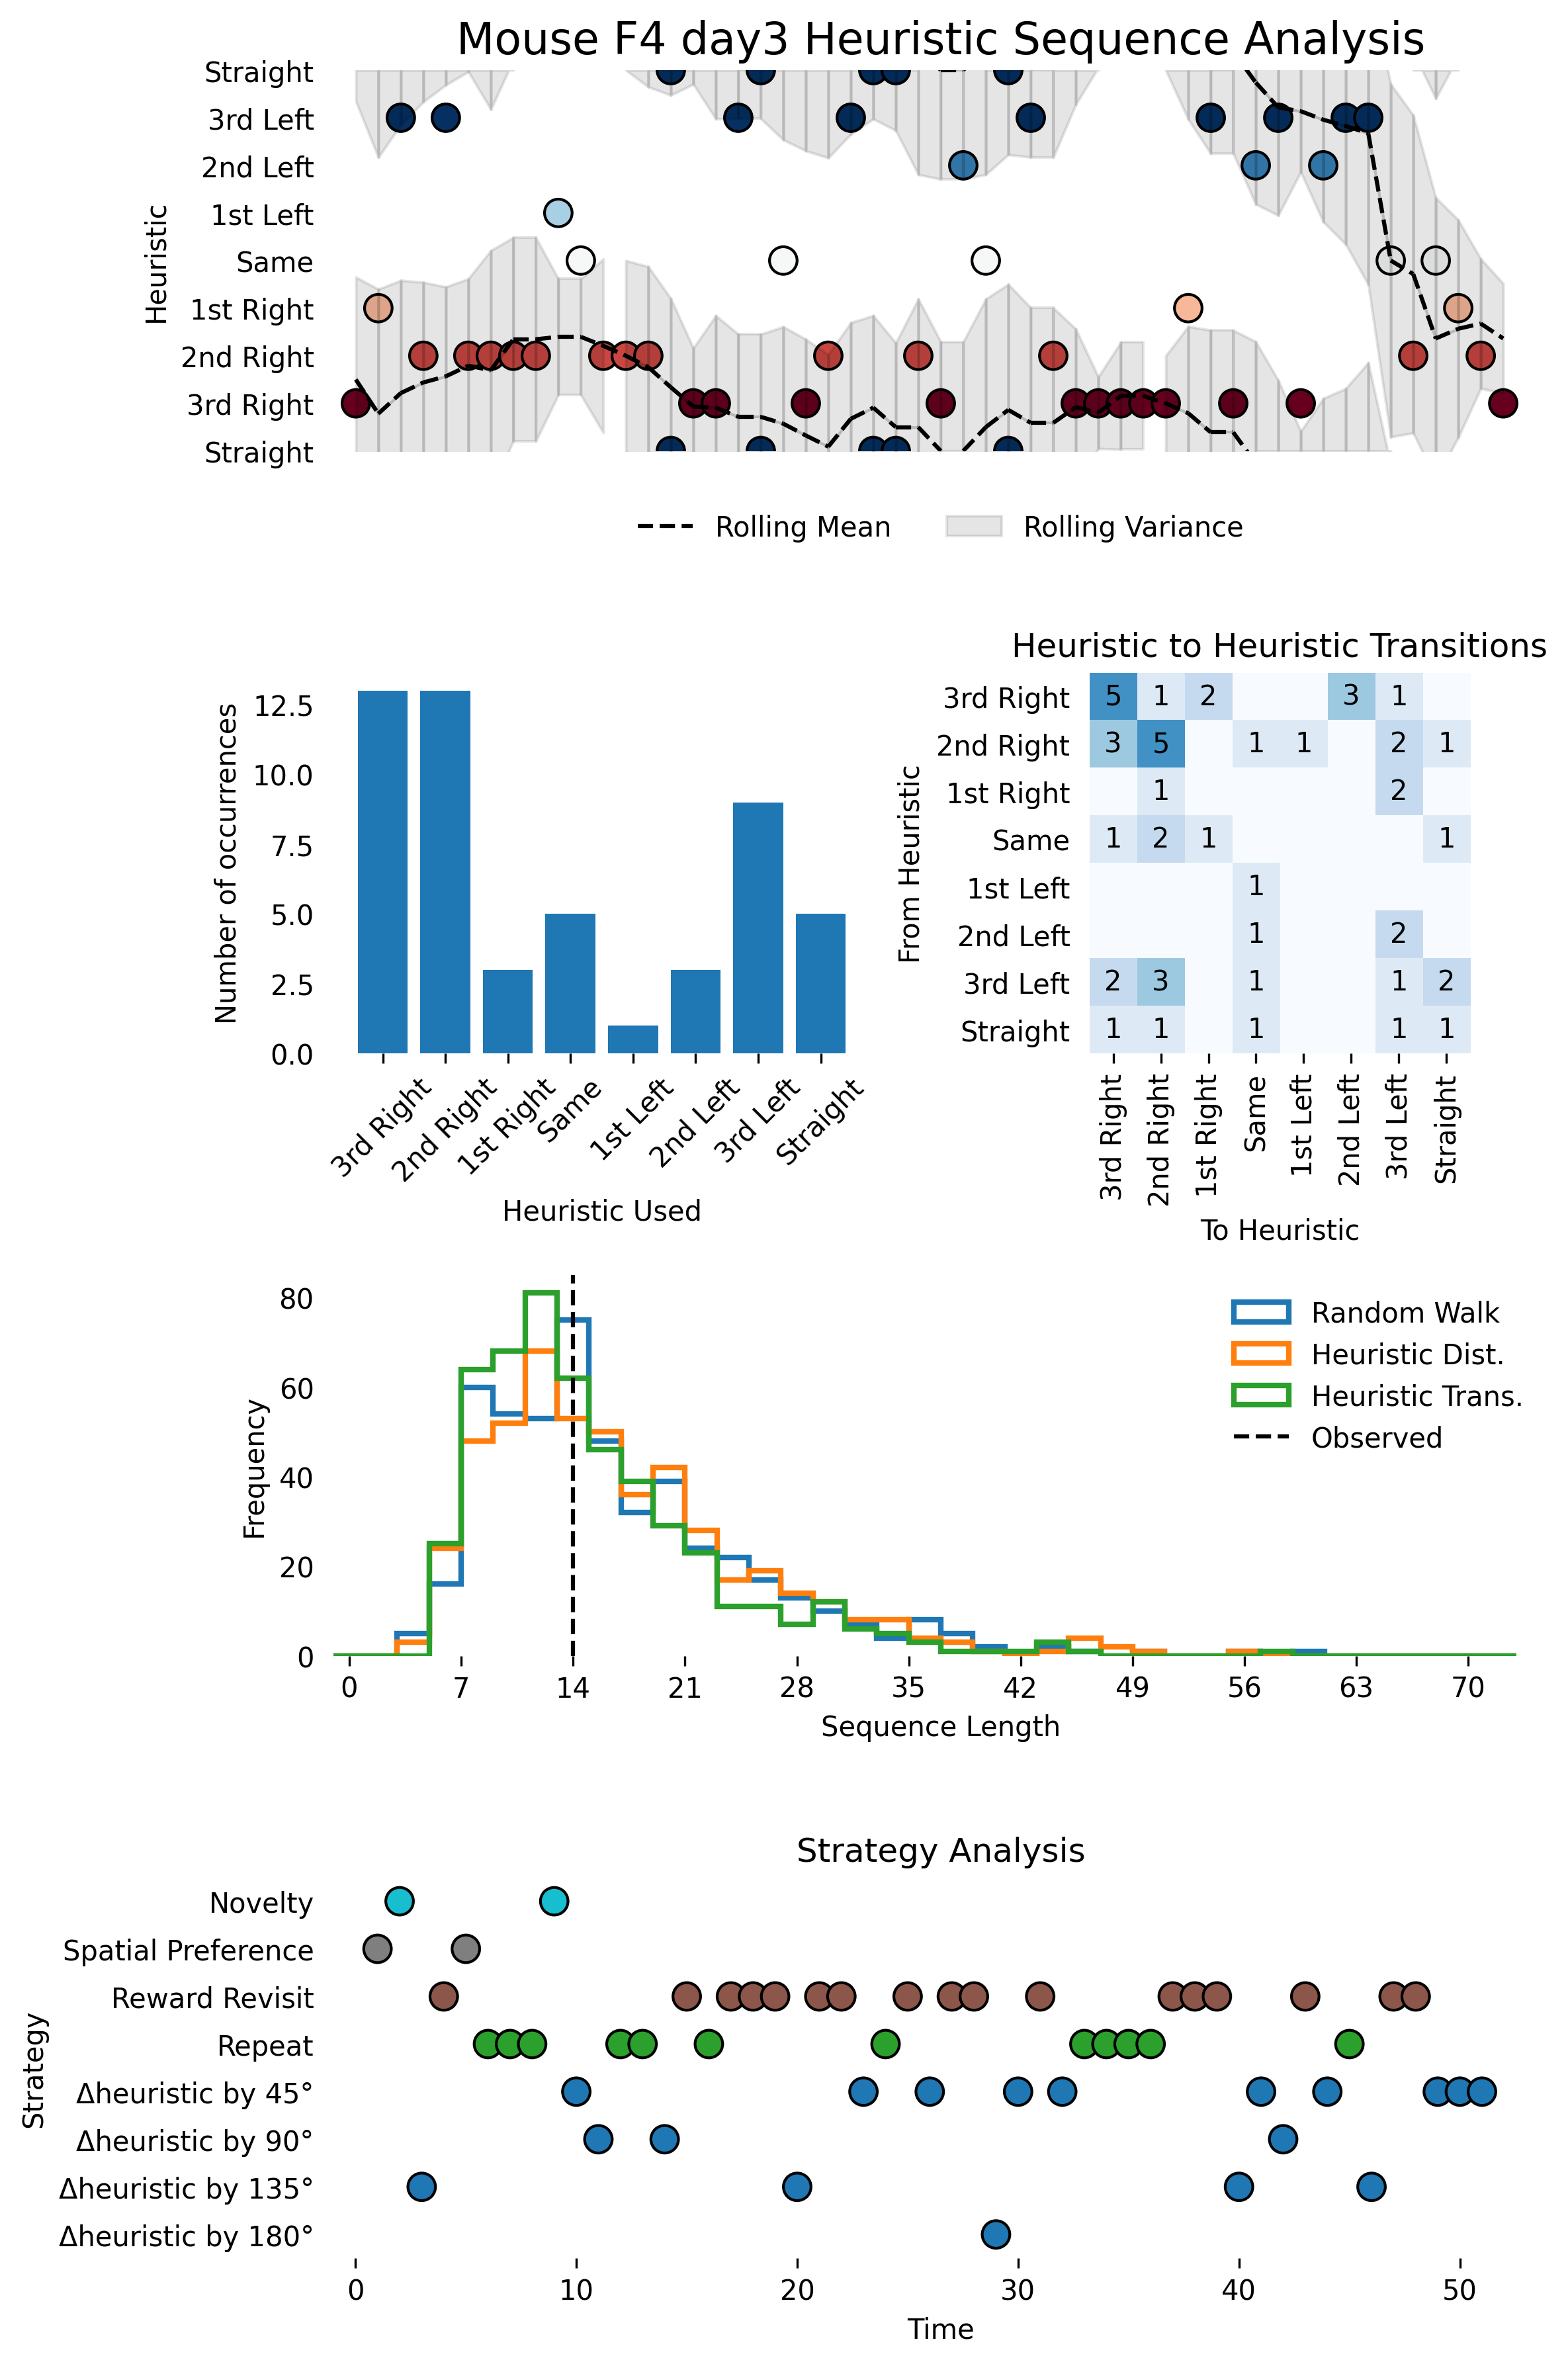 Mouse F4 day3 Heuristic Sequence Analysis
Heuristic
Straight
3rd Left
2nd Left
1st Left
Same
1st Right
2nd Right
3rd Right
Straight
Rolling Mean
Rolling Variance
Number of occurrences
12.5
10.0
7.5
5.0
2.5
0.0
3rd Right
2nd Right
1st Right
Same
1st Left
2nd Left
3rd Left
Straight
Heuristic Used
Heuristic to Heuristic Transitions
From Heuristic
3rd Right 5 1 2 3 1
2nd Right 3 5 1 1 2 1
1st Right 1 2
Same 1 2 1 1
1st Left 1
2nd Left 1 2
3rd Left 2 3 1 1 2
Straight 1 1 1 1 1
3rd Right
2nd Right
1st Right
Same
1st Left
2nd Left
3rd Left
Straight
To Heuristic
Frequency
80
60
40
20
0
0 7 14 21 28 35 42 49 56 63 70
Sequence Length
Random Walk
Heuristic Dist.
Heuristic Trans.
Observed
Strategy Analysis
Strategy
Novelty
Spatial Preference
Reward Revisit
Repeat
Δheuristic by 45°
Δheuristic by 90°
Δheuristic by 135°
Δheuristic by 180°
0 10 20 30 40 50
Time